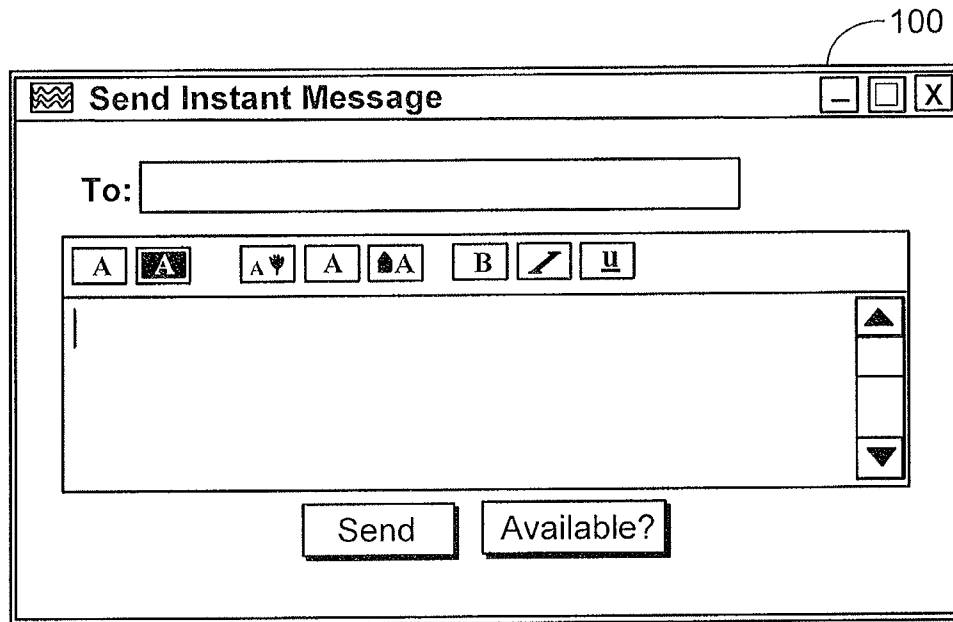 100
Send Instant Message X
To:
A A A A A B I u
Send Available?